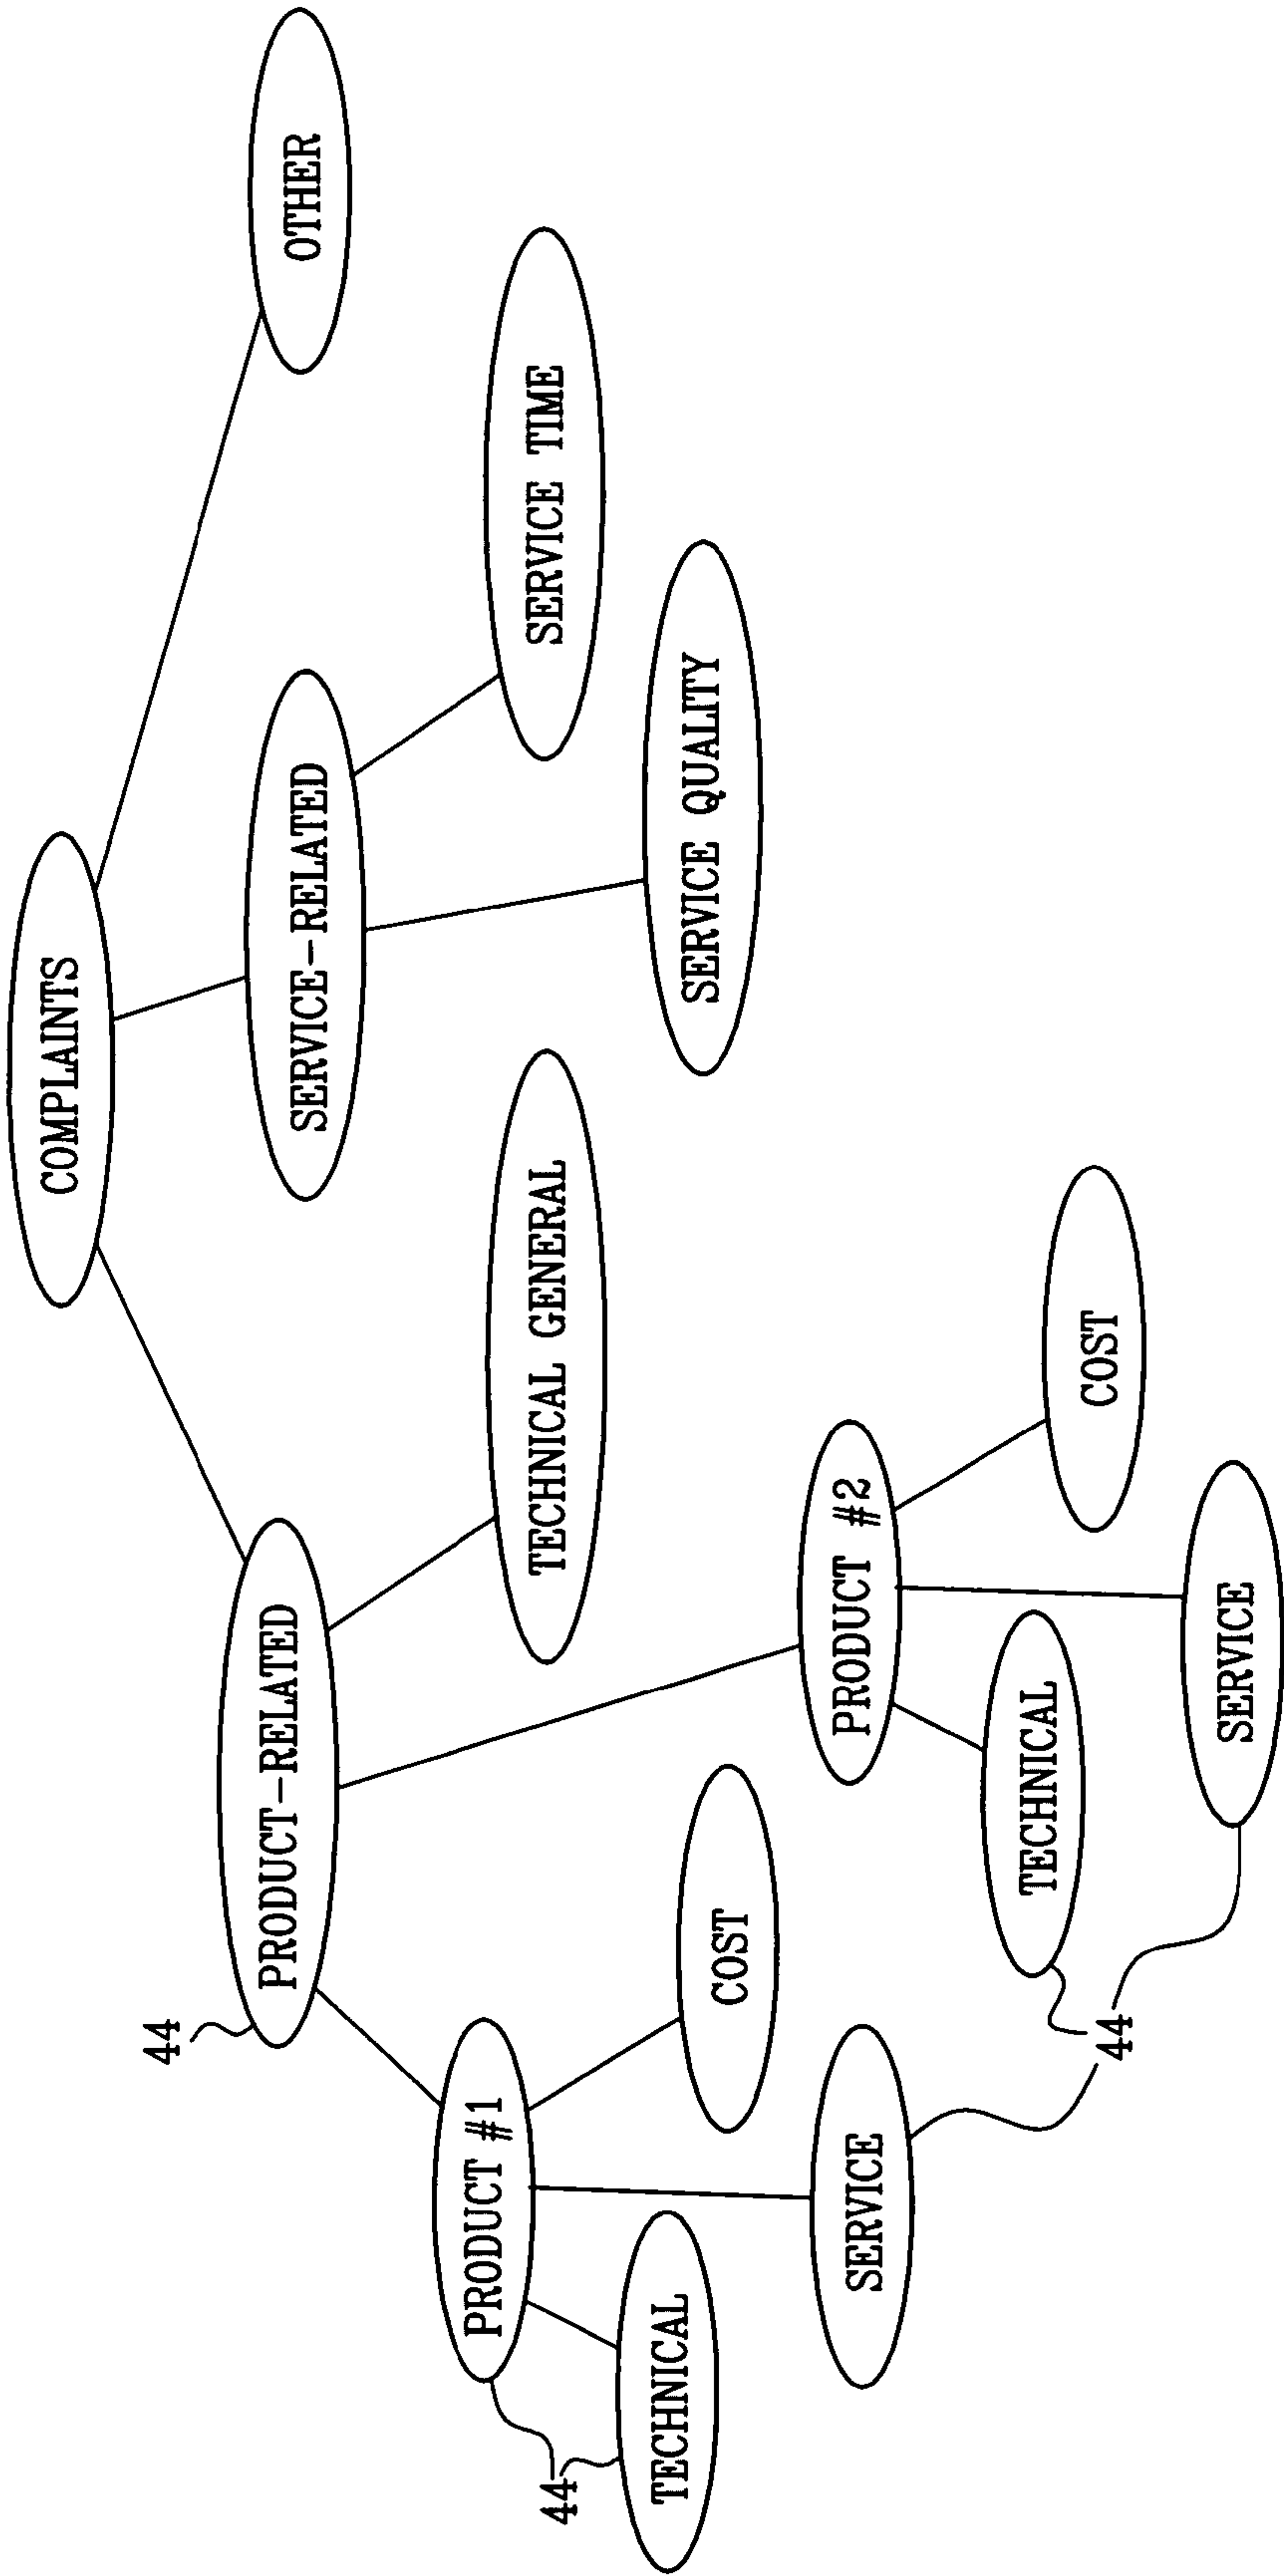 COMPLAINTS
44
PRODUCT-RELATED
SERVICE-RELATED
OTHER
PRODUCT #1
TECHNICAL GENERAL
SERVICE TIME
44
TECHNICAL
COST
SERVICE QUALITY
SERVICE
PRODUCT #2
TECHNICAL
COST
44
SERVICE